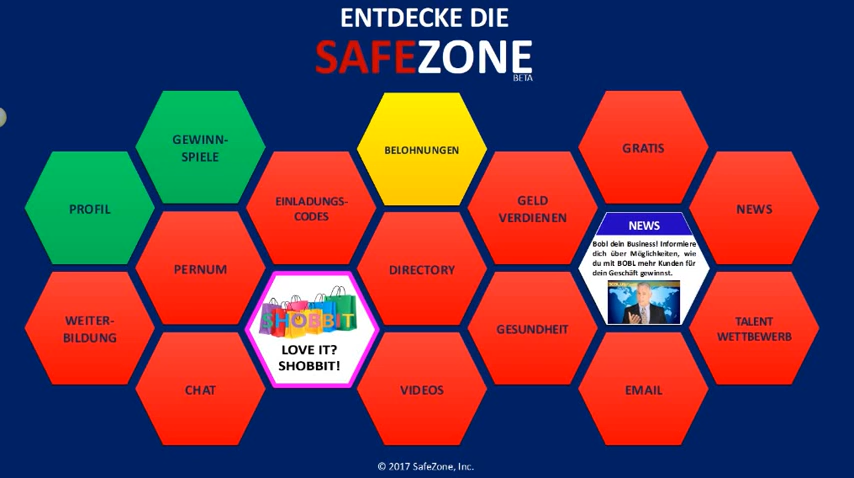 ENTDECKE DIE
SAFEZONE
BETA
GEWINN-
SPIELE
BELOHNUNGEN
GRATIS
PROFIL
EINLADUNGS-
CODES
GELD
VERDIENEN
NEWS
PERNUM
DIRECTORY
NEWS
Bobl dein Business! Informiere
dich über Möglichkeiten, wie
du mit BOBL mehr Kunden für
dein Geschäft gewinnst.
WEITER-
BILDUNG
SHOBBIT
LOVE IT?
SHOBBIT!
GESUNDHEIT
TALENT
WETTBEWERB
CHAT
VIDEOS
EMAIL
© 2017 SafeZone, Inc.